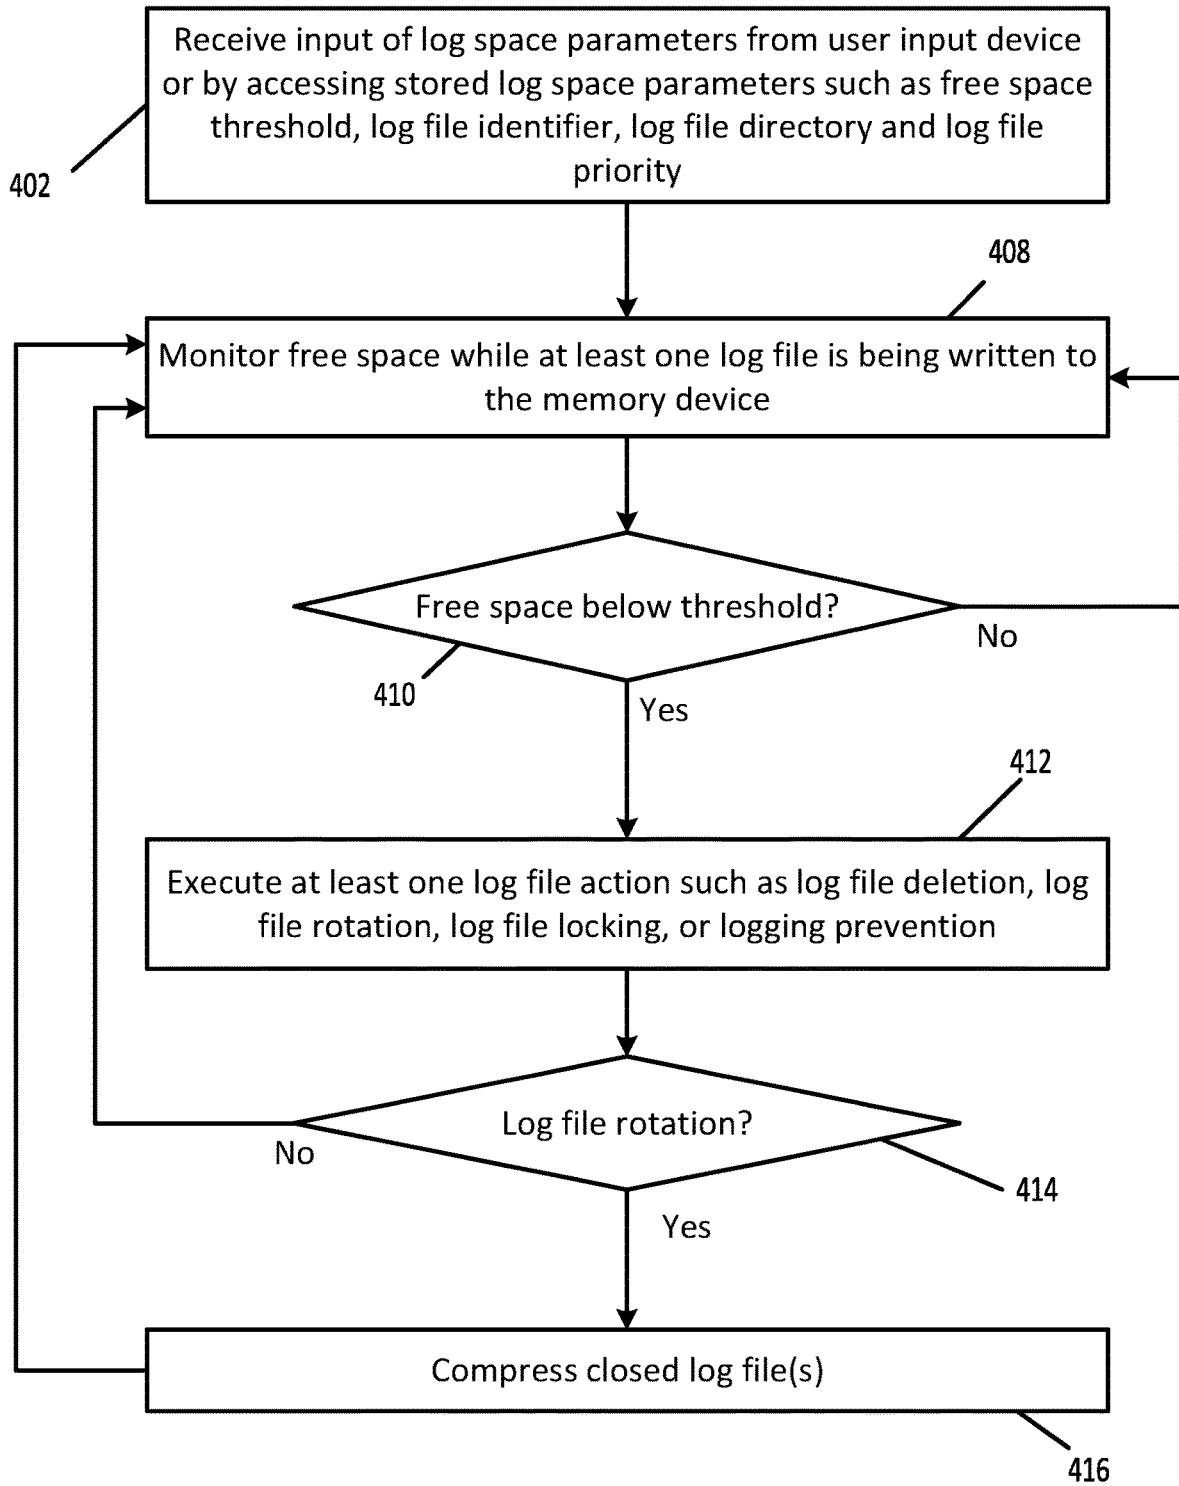 Receive input of log space parameters from user input device
or by accessing stored log space parameters such as free space
threshold, log file identifier, log file directory and log file
priority
402
408
Monitor free space while at least one log file is being written to
the memory device
Free space below threshold?
No
410
Yes
412
Execute at least one log file action such as log file deletion, log
file rotation, log file locking, or logging prevention
Log file rotation?
No
414
Yes
Compress closed log file(s)
416